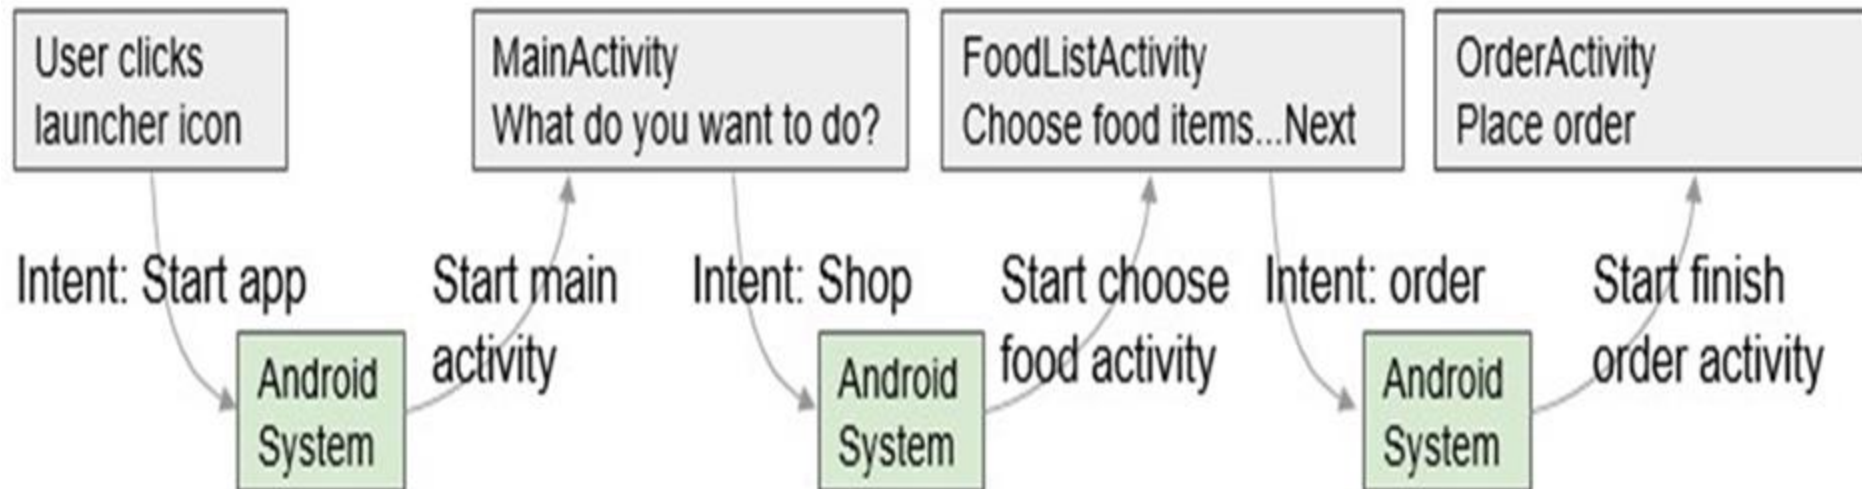 User clicks
launcher icon
MainActivity
What do you want to do?
FoodListActivity
Choose food items...Next
OrderActivity
Place order
Intent: Start app
Start main
activity
Intent: Shop
Start choose
food activity
Intent: order
Start finish
order activity
Android
System
Android
System
Android
System